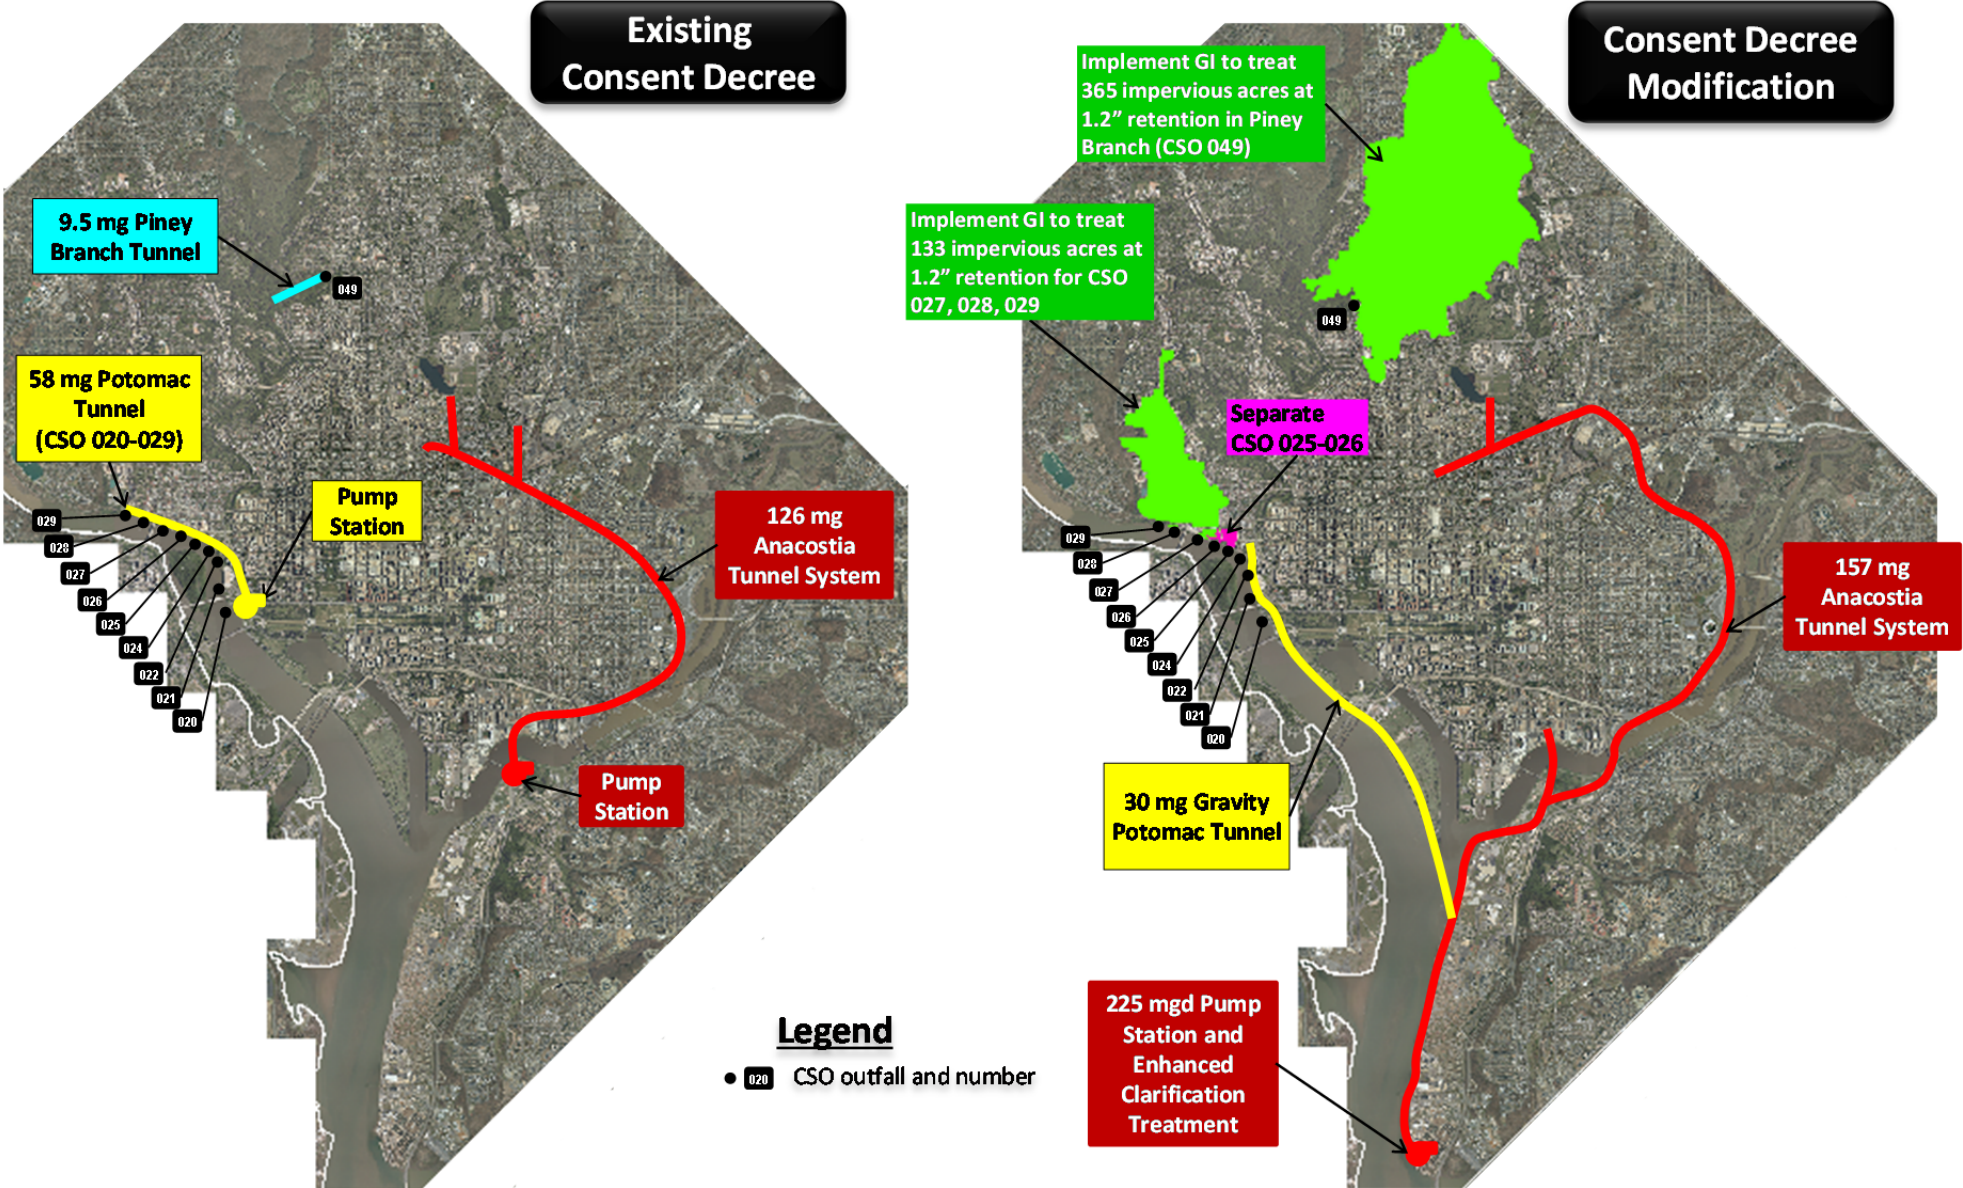 Existing
Consent Decree
9.5 mg Piney
Branch Tunnel
049
58 mg Potomac
Tunnel
(CSO 020-029)
Pump
Station
029
028
027
026
025
024
022
021
020
126 mg
Anacostia
Tunnel System
Pump
Station
Legend
020 CSO outfall and number
Consent Decree
Modification
Implement GI to treat
365 impervious acres at
1.2” retention in Piney
Branch (CSO 049)
Implement GI to treat
133 impervious acres at
1.2” retention for CSO
027, 028, 029
049
Separate
CSO 025-026
029
028
027
026
025
024
022
021
020
157 mg
Anacostia
Tunnel System
30 mg Gravity
Potomac Tunnel
225 mgd Pump
Station and
Enhanced
Clarification
Treatment